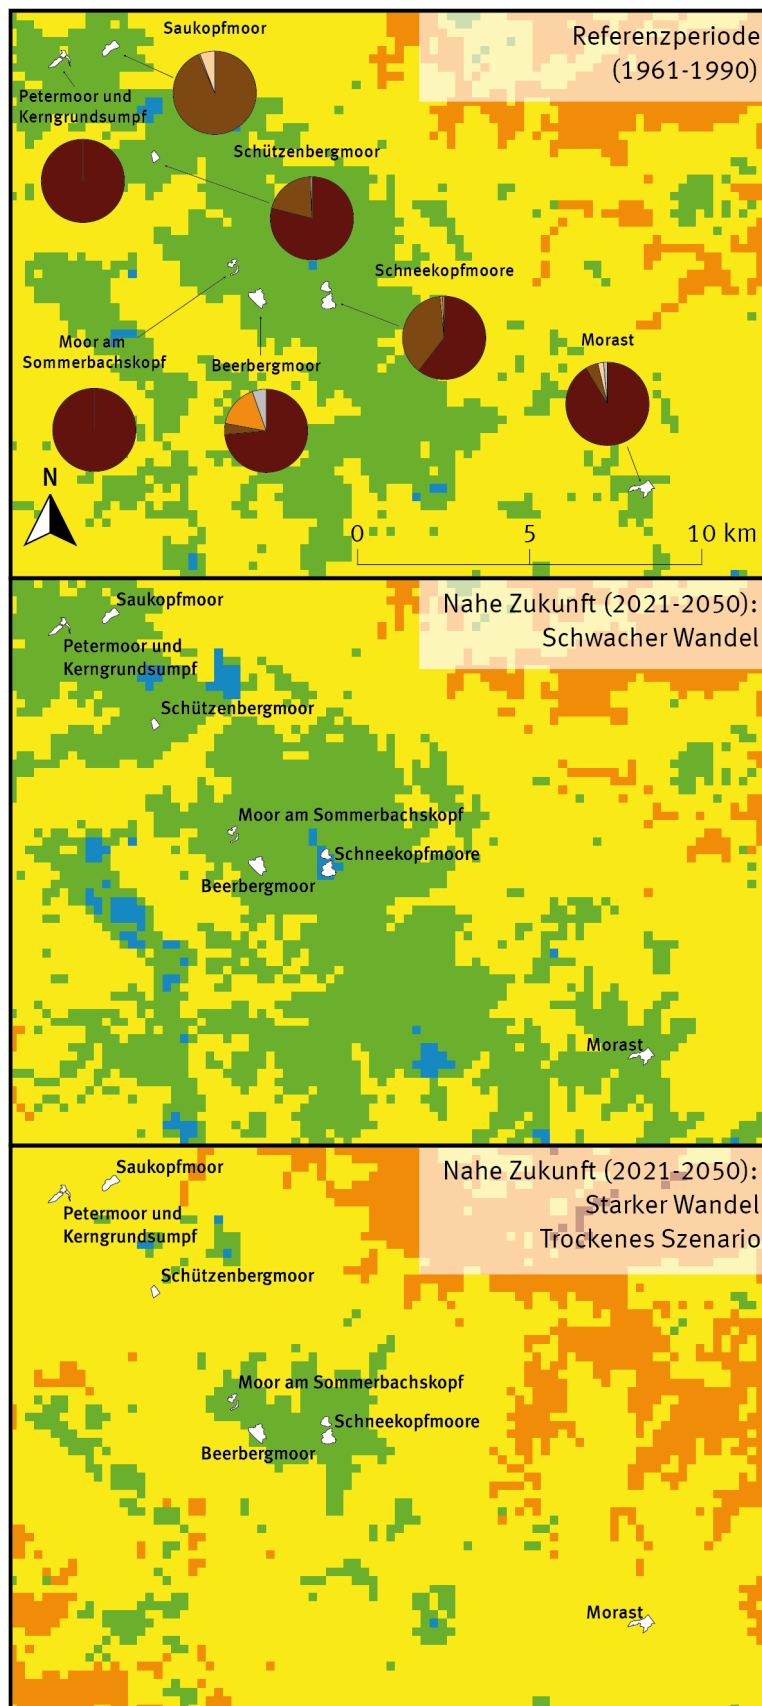 Referenzperiode
(1961-1990)
Saukopfmoor
Petermoor und
Kerngrundsumpf
Schützenbergmoor
Schneekopfmoore
Moor am
Sommerbachskopf
Beerbergmoor
Morast
N
0 5 10 km
Nahe Zukunft (2021-2050):
Schwacher Wandel
Saukopfmoor
Petermoor und
Kerngrundsumpf
Schützenbergmoor
Moor am Sommerbachskopf
Schneekopfmoore
Beerbergmoor
Morast
Nahe Zukunft (2021-2050):
Starker Wandel
Trockenes Szenario
Saukopfmoor
Petermoor und
Kerngrundsumpf
Schützenbergmoor
Moor am Sommerbachskopf
Schneekopfmoore
Beerbergmoor
Morast